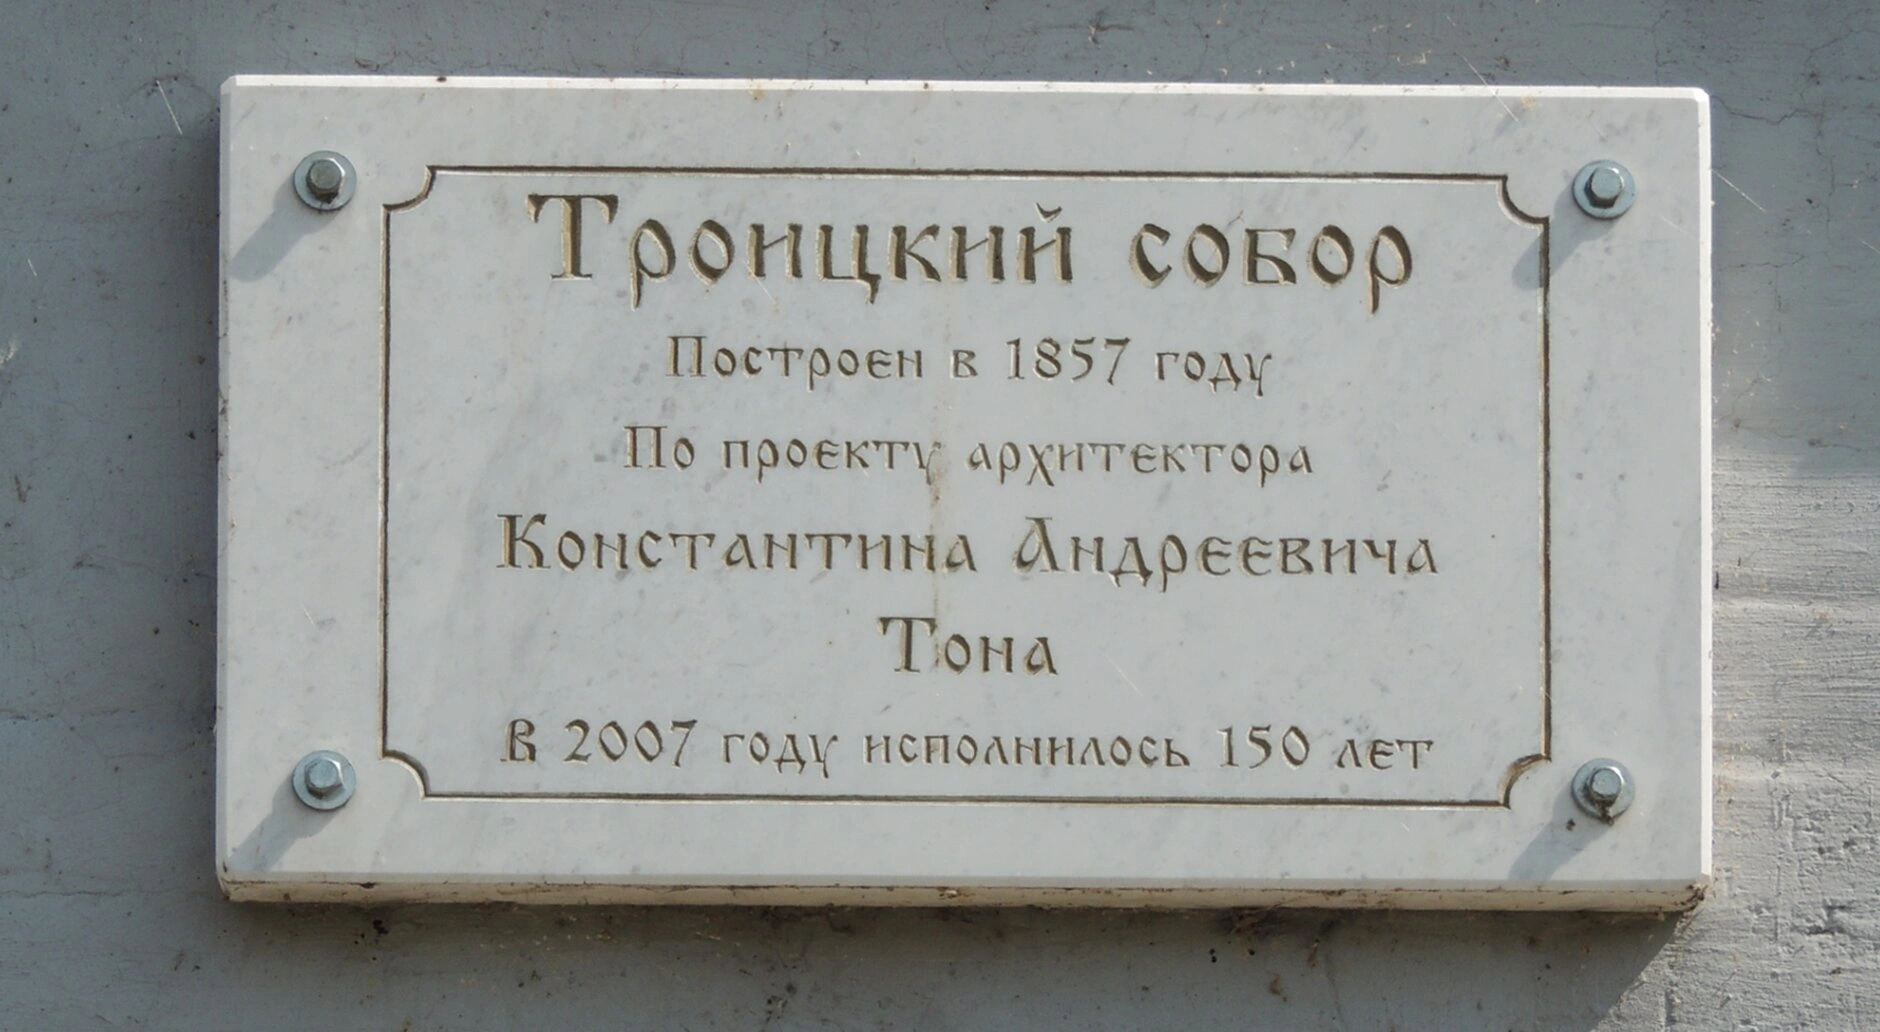 Троицкий собор
Построен в 1857 году
По проекту архитектора
Константина Андреевича
Тона
В 2007 году исполнилось 150 лет